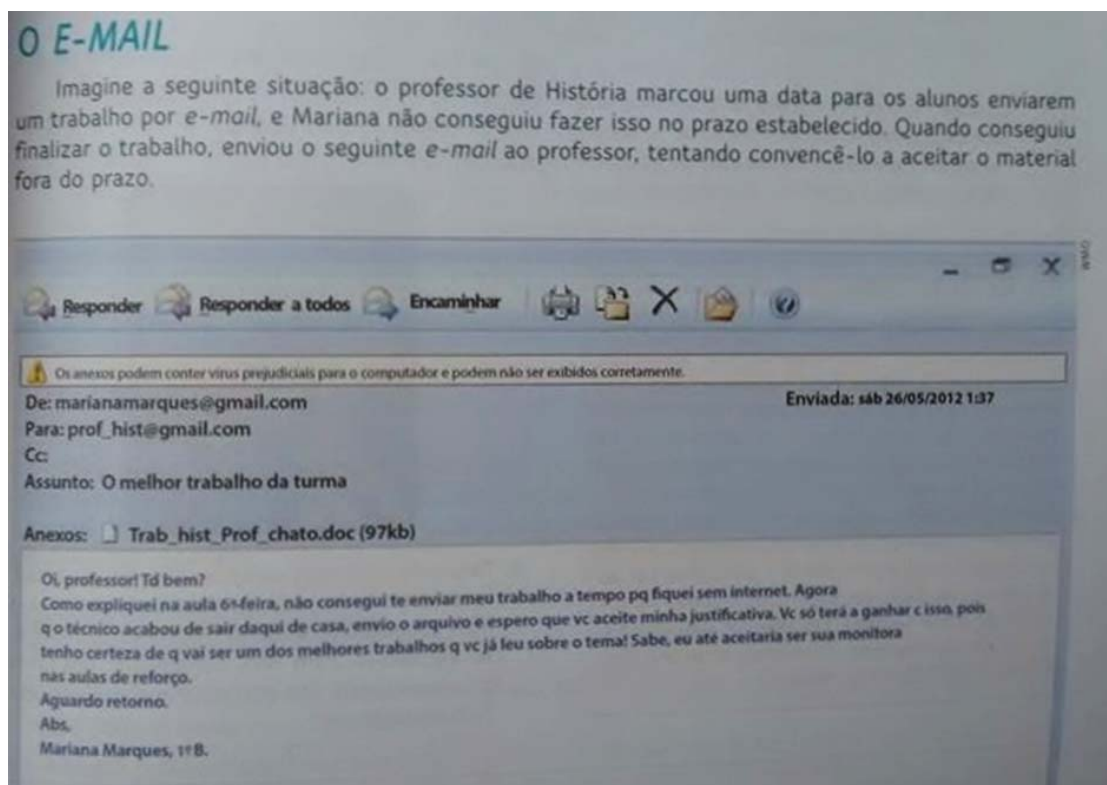 O E-MAIL
Imagine a seguinte situação: o professor de História marcou uma data para os alunos enviarem
um trabalho por e-mail, e Mariana não conseguiu fazer isso no prazo estabelecido. Quando conseguiu
finalizar o trabalho, enviou o seguinte e-mail ao professor, tentando convencê-lo a aceitar o material
fora do prazo.
Responder Responder a todos Encaminhar
Os anexos podem conter vírus prejudiciais para o computador e podem não ser exibidos corretamente.
De: marianamarques@gmail.com Enviada: sáb 26/05/2012 1:37
Para: prof_hist@gmail.com
Cc:
Assunto: O melhor trabalho da turma
Anexos: Trab_hist_Prof_chato.doc (97kb)
Oi, professor! Td bem?
Como expliquei na aula 6ª-feira, não consegui te enviar meu trabalho a tempo pq fiquei sem internet. Agora
q o técnico acabou de sair daqui de casa, envio o arquivo e espero que vc aceite minha justificativa. Vc só terá a ganhar c isso, pois
tenho certeza de q vai ser um dos melhores trabalhos q vc já leu sobre o tema! Sabe, eu até aceitaria ser sua monitora
nas aulas de reforço.
Aguardo retorno.
Abs,
Mariana Marques, 1º B.